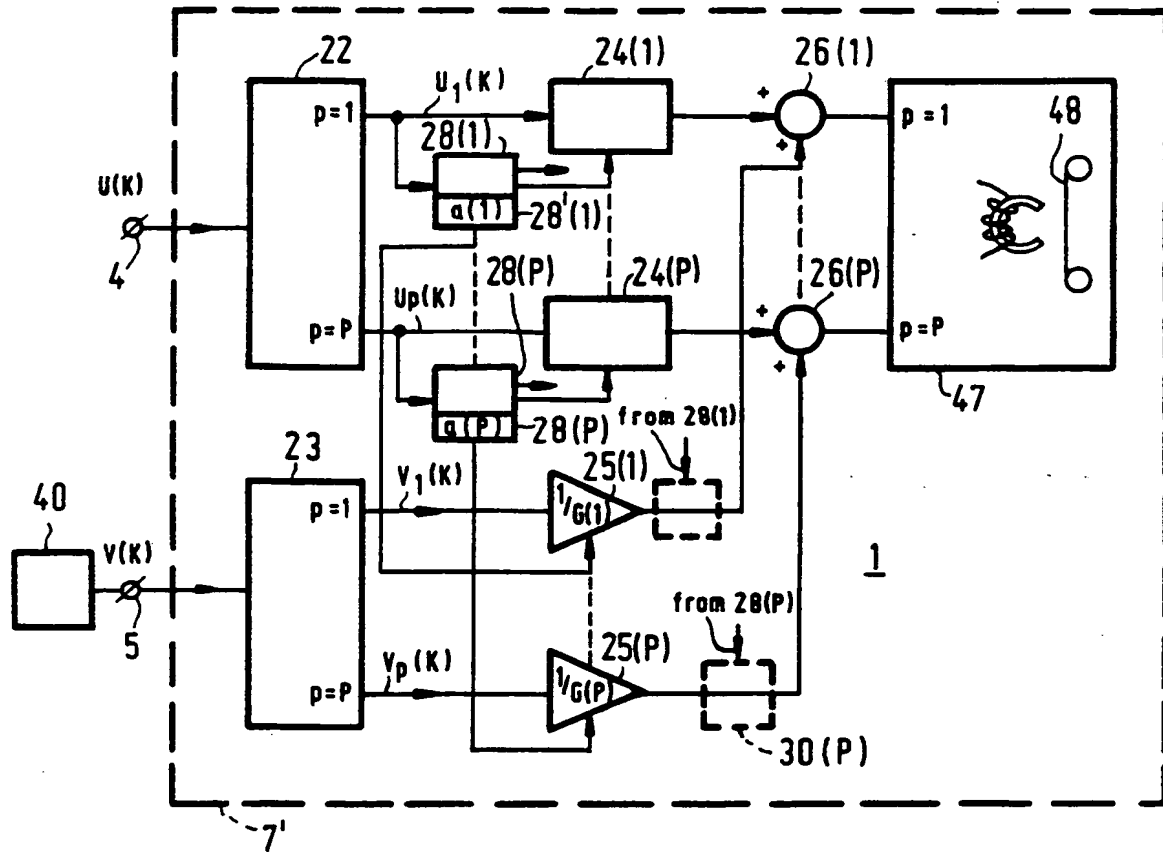 22
24(1)
26(1)
p=1
U₁(K)
+
+
p=1
48
28(1)
U(K)
a(1)
28'(1)
4
28(P)
24(P)
26(P)
Up(K)
+
p=P
p=P
+
a(P)
28(P)
from 28(1)
47
23
25(1)
V₁(K)
p=1
1/G(1)
40
V(K)
1
5
from 28(P)
25(P)
Vp(K)
p=P
1/G(P)
30(P)
7'